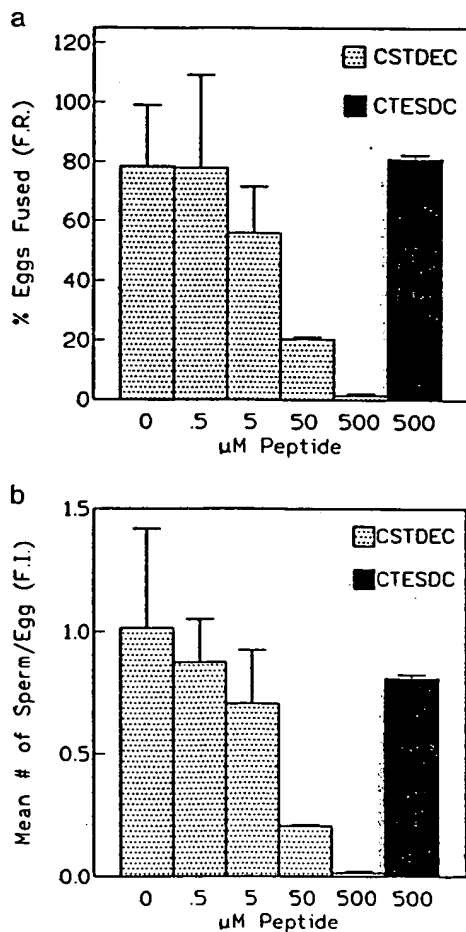 a
120
100
80
60
40
20
0
% Eggs Fused (F.R.)
CSTDEC
CTESDC
0 .5 5 50 500 500
µM Peptide
b
1.5
1.0
0.5
0.0
Mean # of Sperm/Egg (F.I.)
CSTDEC
CTESDC
0 .5 5 50 500 500
µM Peptide